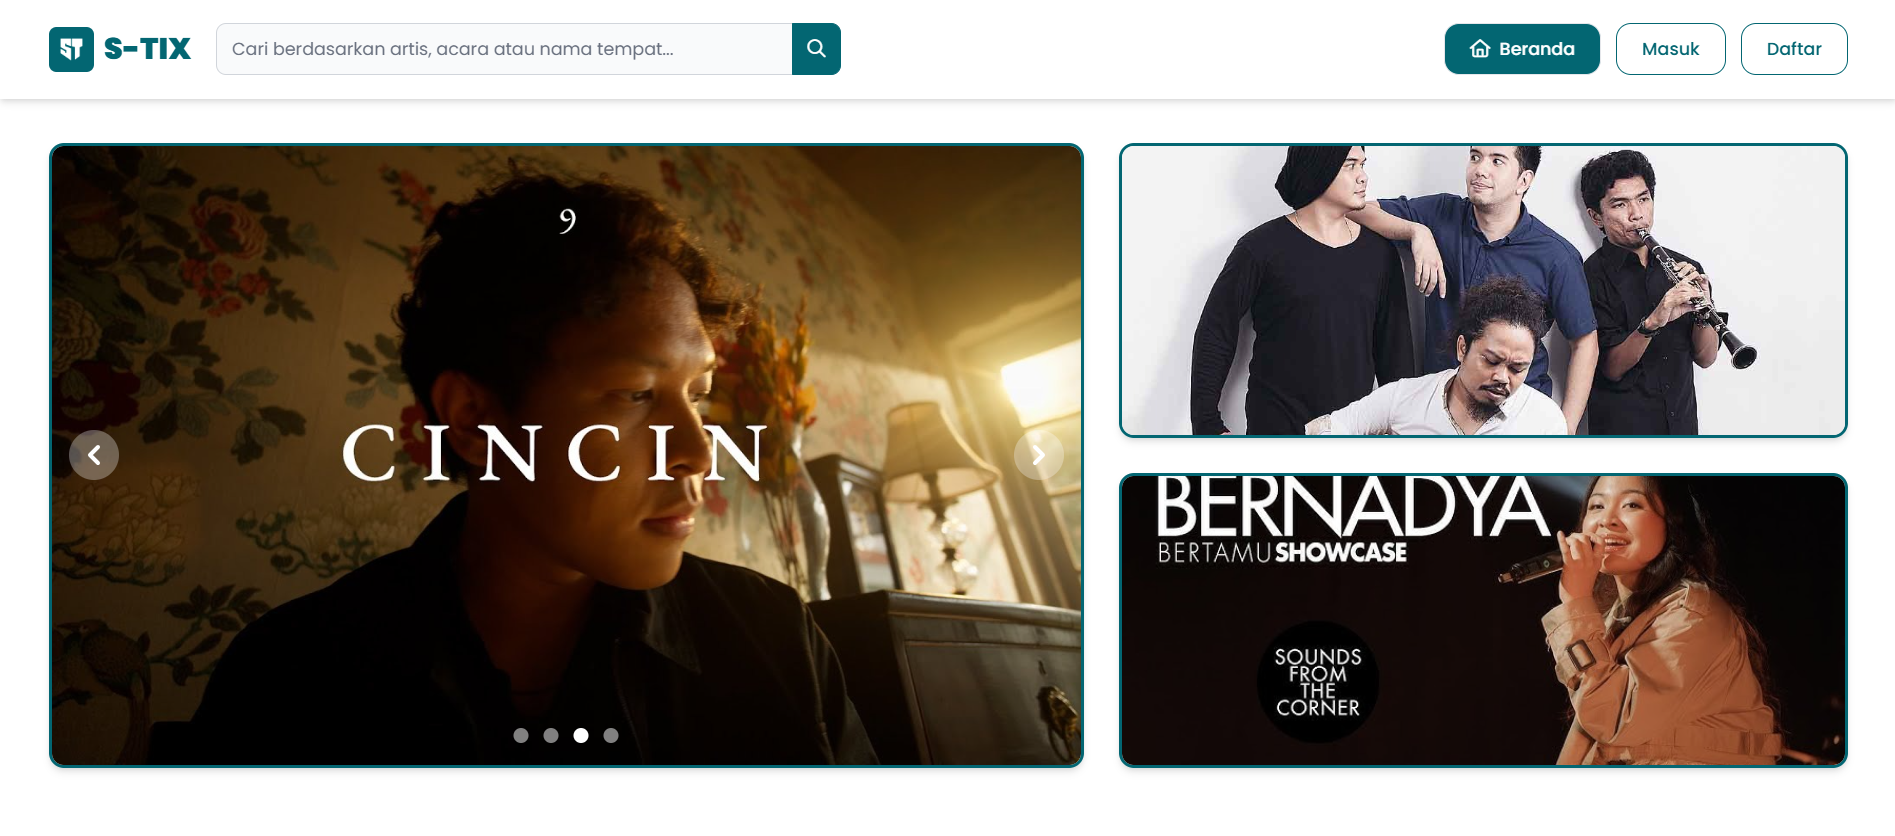 ST S-TIX
Cari berdasarkan artis, acara atau nama tempat...
Beranda
Masuk
Daftar
9
CINCIN
BERNADYA
BERTAMU SHOWCASE
SOUNDS
FROM
THE
CORNER